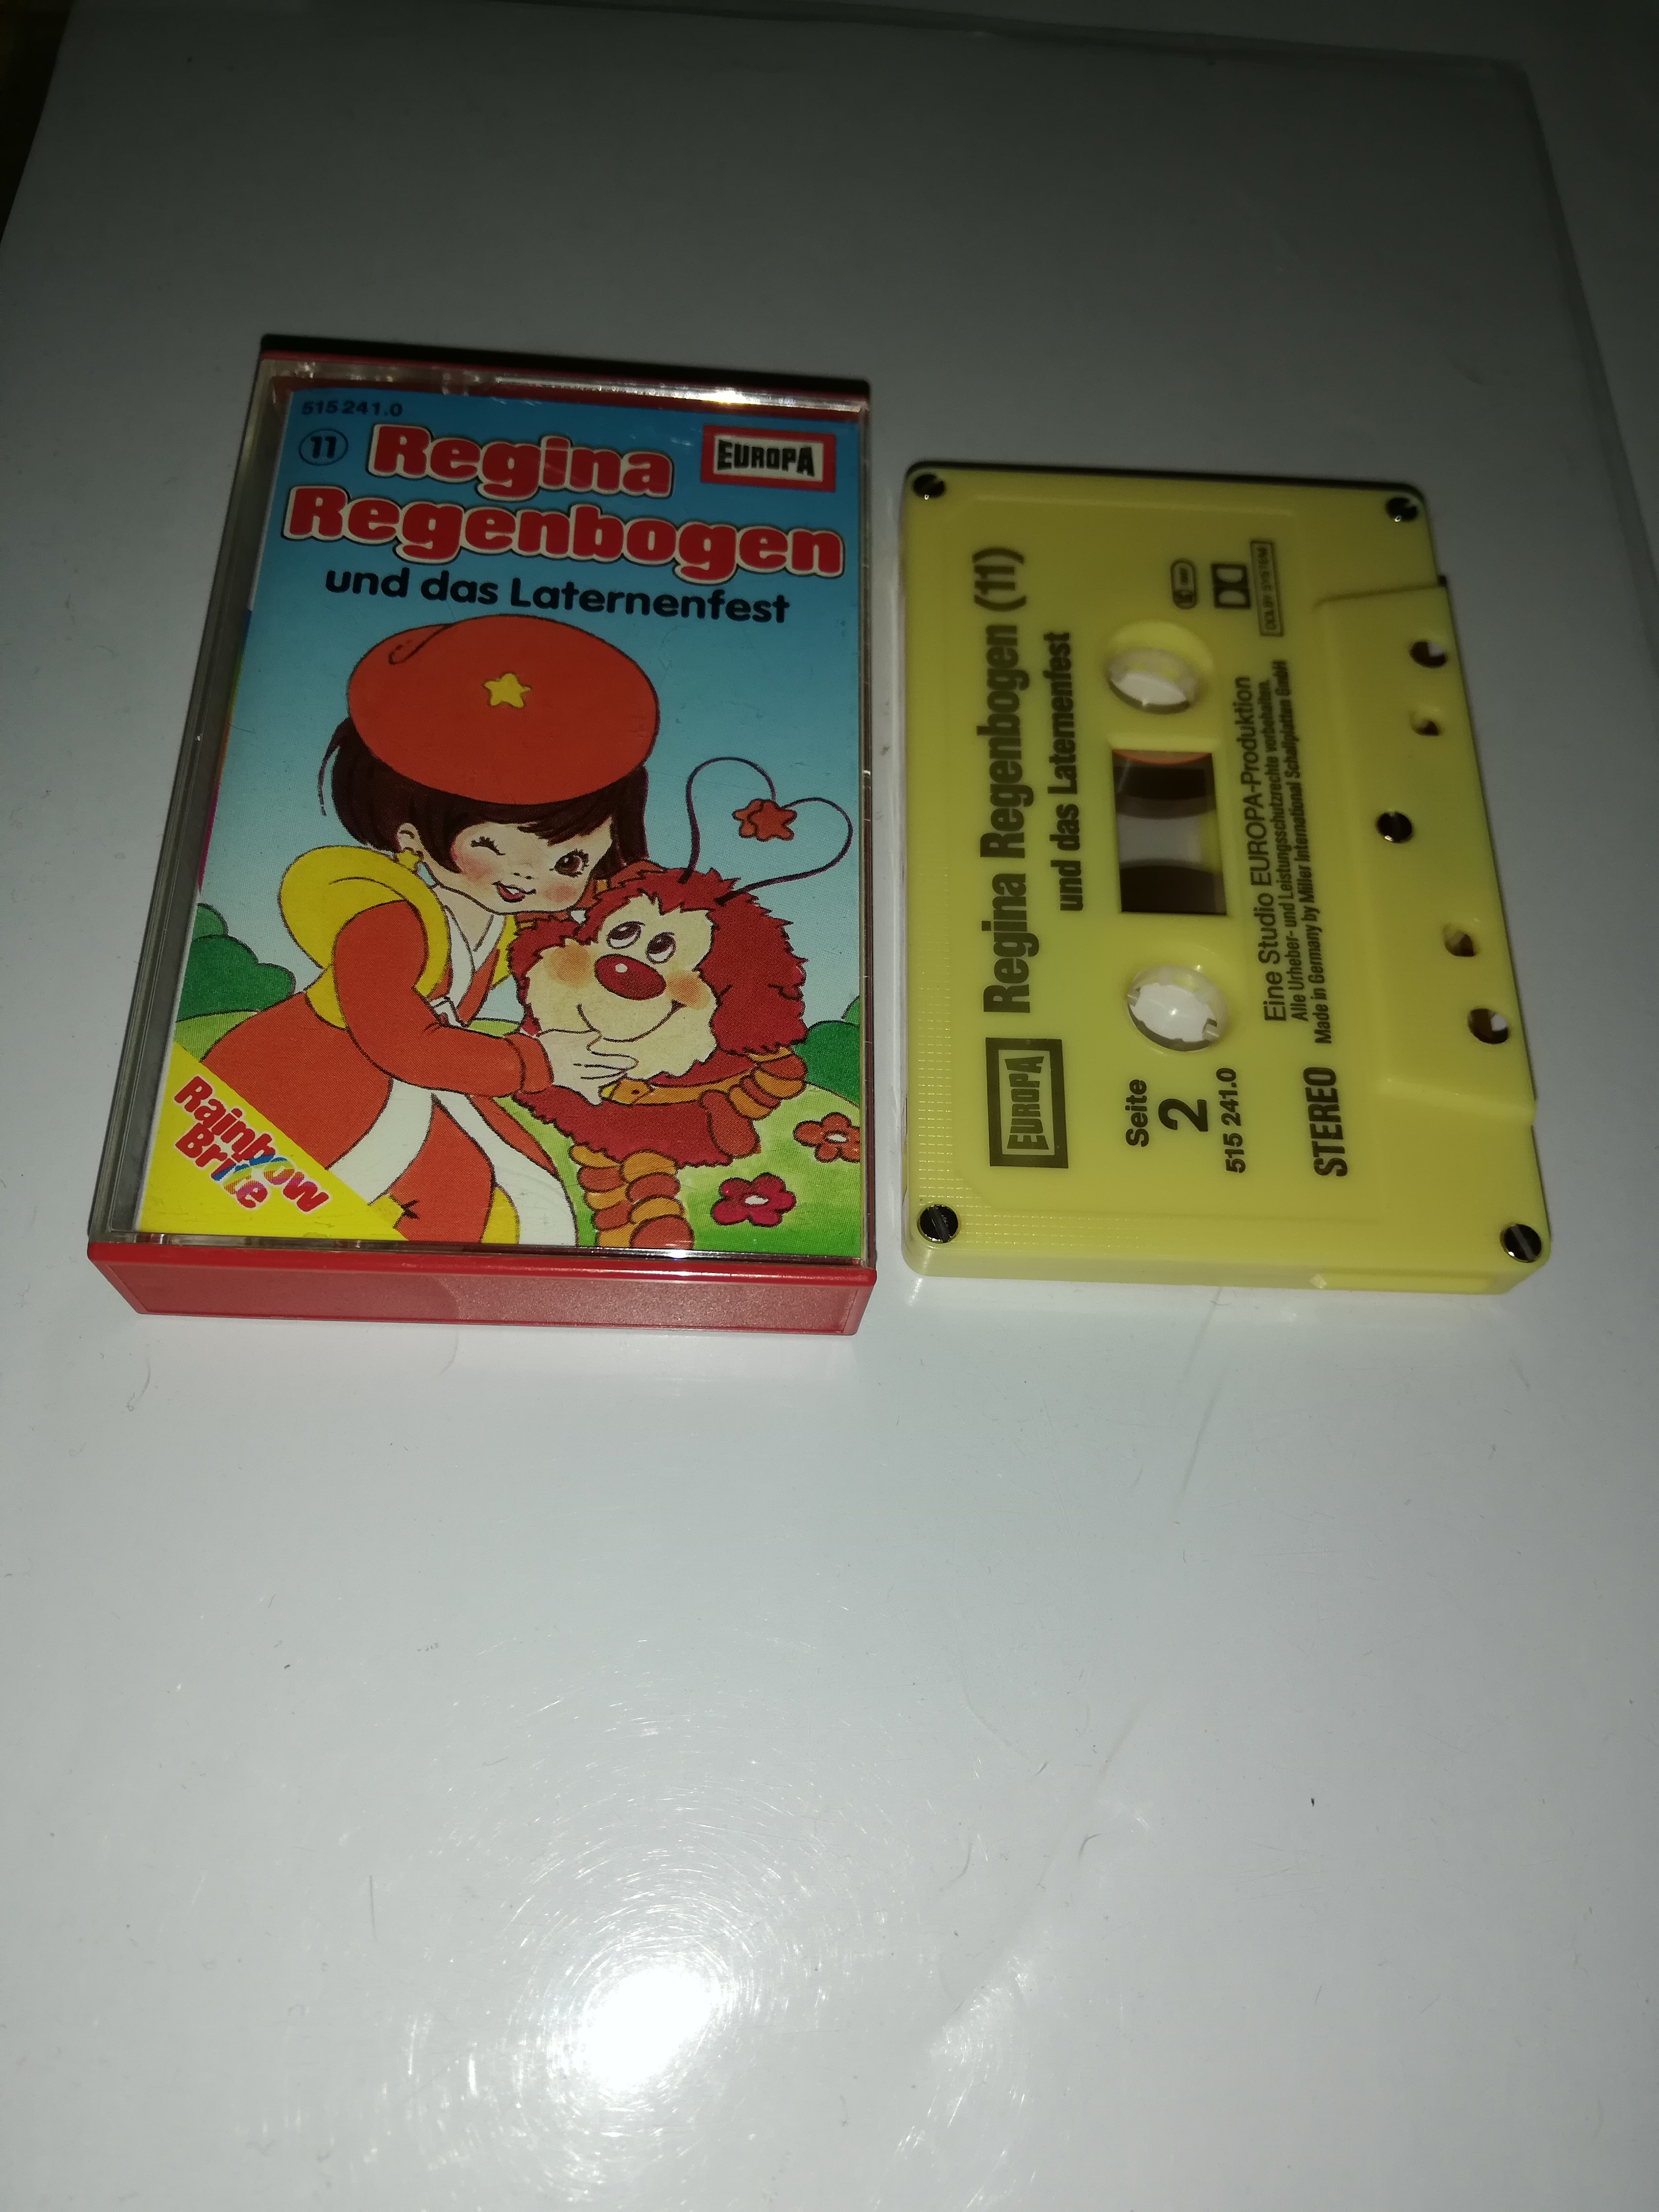 515 241.0
11
Regina
EUROPA
Regenbogen
und das Laternenfest
Rainbow
Brite
EUROPA
Regina Regenbogen (11)
und das Laternenfest
Seite
2
515 241.0
STEREO
Eine Studio EUROPA-Produktion
Alle Urheber- und Leistungsschutzrechte vorbehalten.
Made in Germany by Miller International Schallplatten GmbH
DOLBY SYSTEM